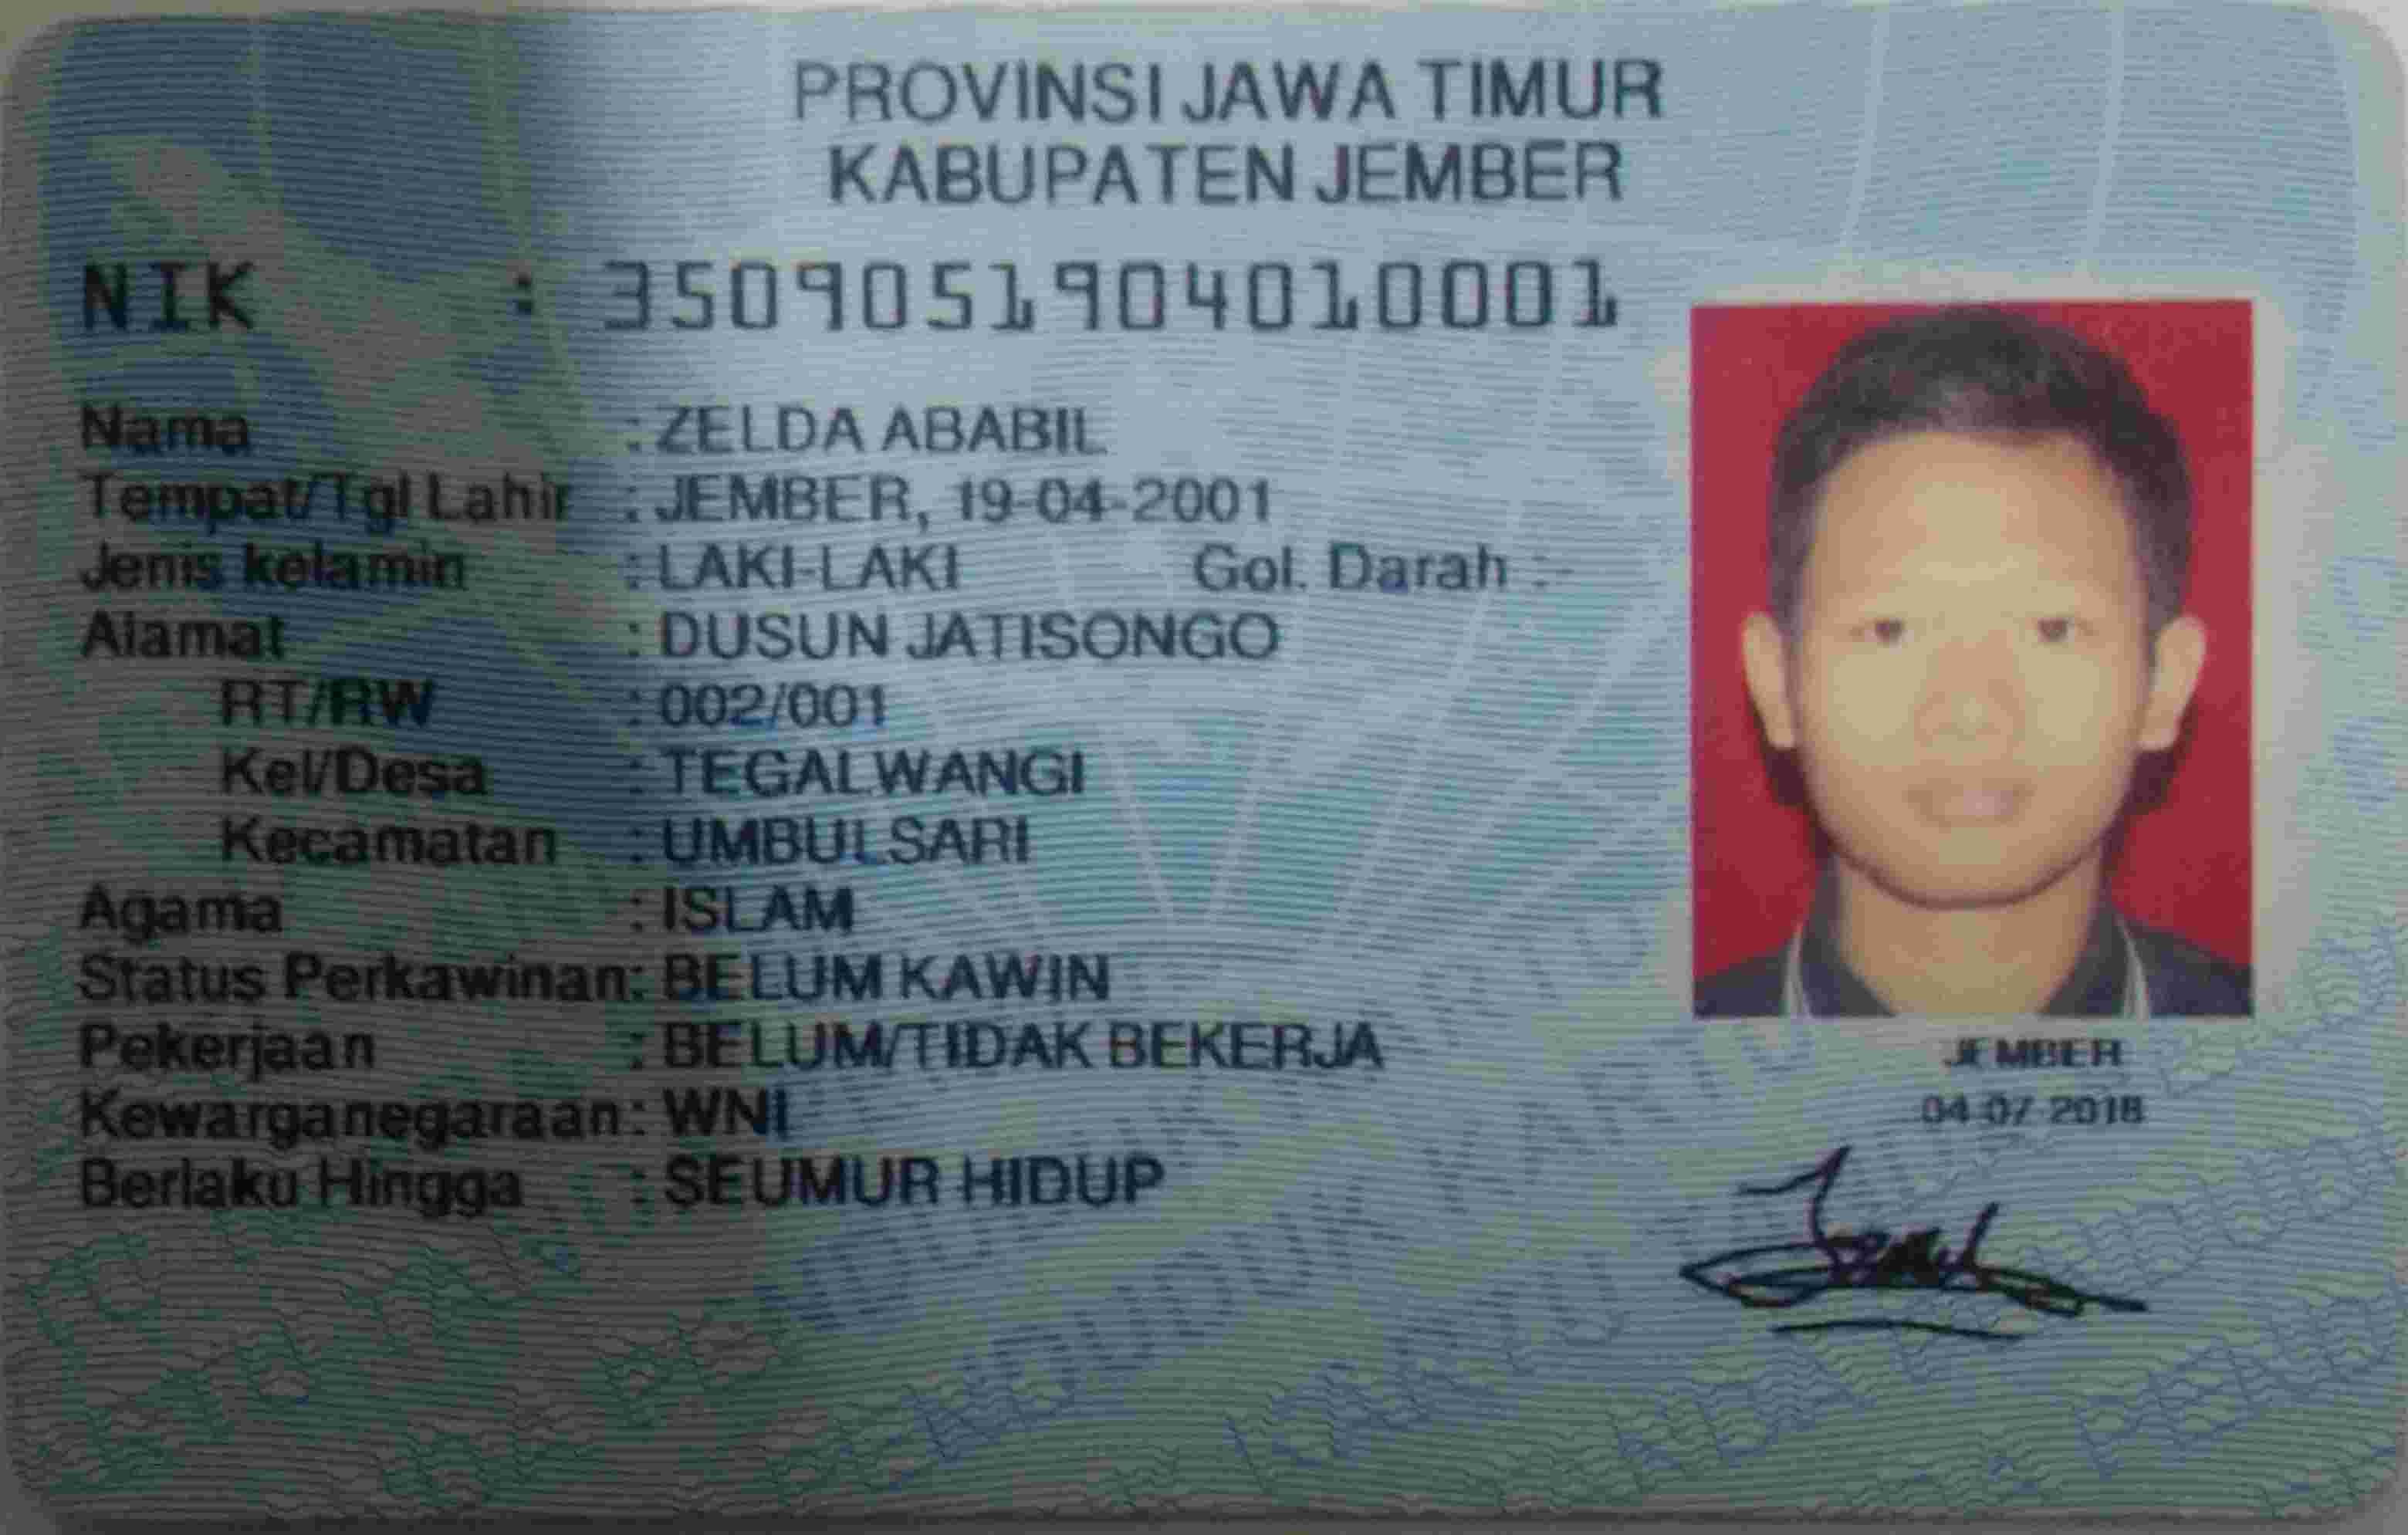 PROVINSI JAWA TIMUR
KABUPATEN JEMBER
NIK : 3509051904010001
Nama : ZELDA ABABIL
Tempat/Tgl Lahir : JEMBER, 19-04-2001
Jenis kelamin : LAKI-LAKI Gol. Darah :-
Alamat : DUSUN JATISONGO
RT/RW : 002/001
Kel/Desa : TEGALWANGI
Kecamatan : UMBULSARI
Agama : ISLAM
Status Perkawinan: BELUM KAWIN
Pekerjaan : BELUM/TIDAK BEKERJA
Kewarganegaraan: WNI
Berlaku Hingga : SEUMUR HIDUP
JEMBER
04-07-2018